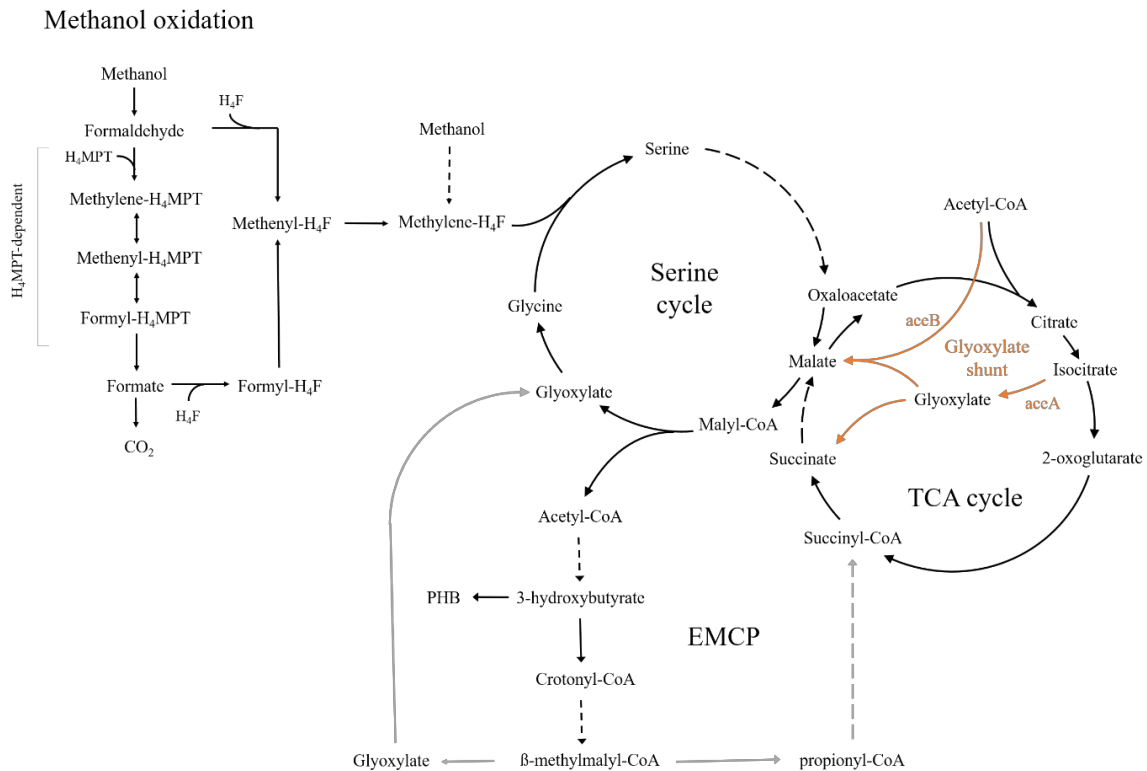 Methanol oxidation
Methanol
H₄F
Formaldehyde
Methanol
H₄MPT
H₄MPT-dependent
Methylene-H₄MPT
Methenyl-H₄F
Methylene-H₄F
Methenyl-H₄MPT
Formyl-H₄MPT
Formate
H₄F
Formyl-H₄F
CO₂
Serine
Serine
cycle
Glycine
Glyoxylate
Acetyl-CoA
Oxaloacetate
aceB
Citrate
Malate
Glyoxylate
shunt
Isocitrate
Glyoxylate
aceA
Malyl-CoA
Succinate
2-oxoglutarate
TCA cycle
Acetyl-CoA
Succinyl-CoA
PHB
3-hydroxybutyrate
EMCP
Crotonyl-CoA
Glyoxylate
ß-methylmalyl-CoA
propionyl-CoA